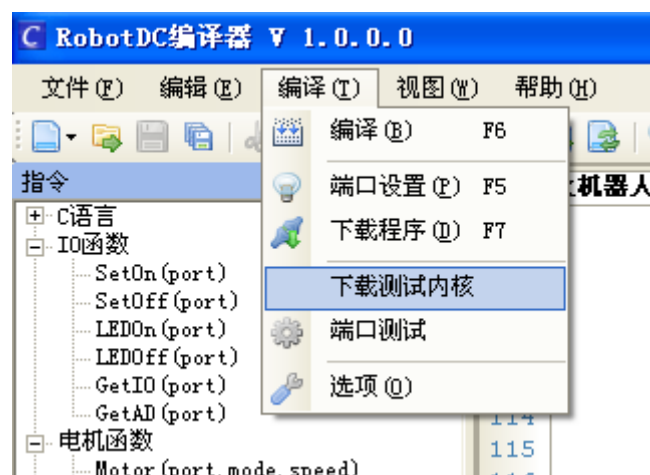 RobotDC编译器 V 1.0.0.0
文件(F) 编辑(E) 编译(T) 视图(W) 帮助(H)
编译(B) F6
指令
端口设置(P) F5
机器人
C语言
下载程序(D) F7
IO函数
SetOn(port)
下载测试内核
SetOff(port)
LEDOn(port)
端口测试
LEDOff(port)
GetIO(port)
选项(O)
GetAD(port)
114
电机函数
115
Motor(port,mode,speed)